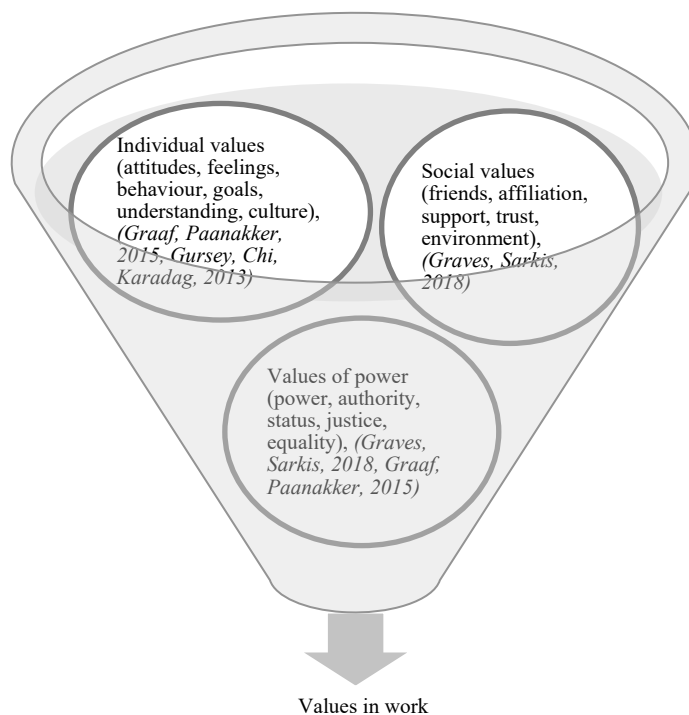 Individual values
(attitudes, feelings,
behaviour, goals,
understanding, culture),
(Graaf, Paanakker,
2015, Gursey, Chi,
Karadag, 2013)
Social values
(friends, affiliation,
support, trust,
environment),
(Graves, Sarkis,
2018)
Values of power
(power, authority,
status, justice,
equality), (Graves,
Sarkis, 2018, Graaf,
Paanakker, 2015)
Values in work